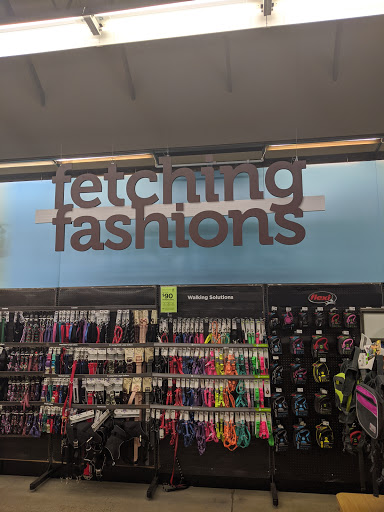 fetching
fashions
90
Walking Solutions
flexi